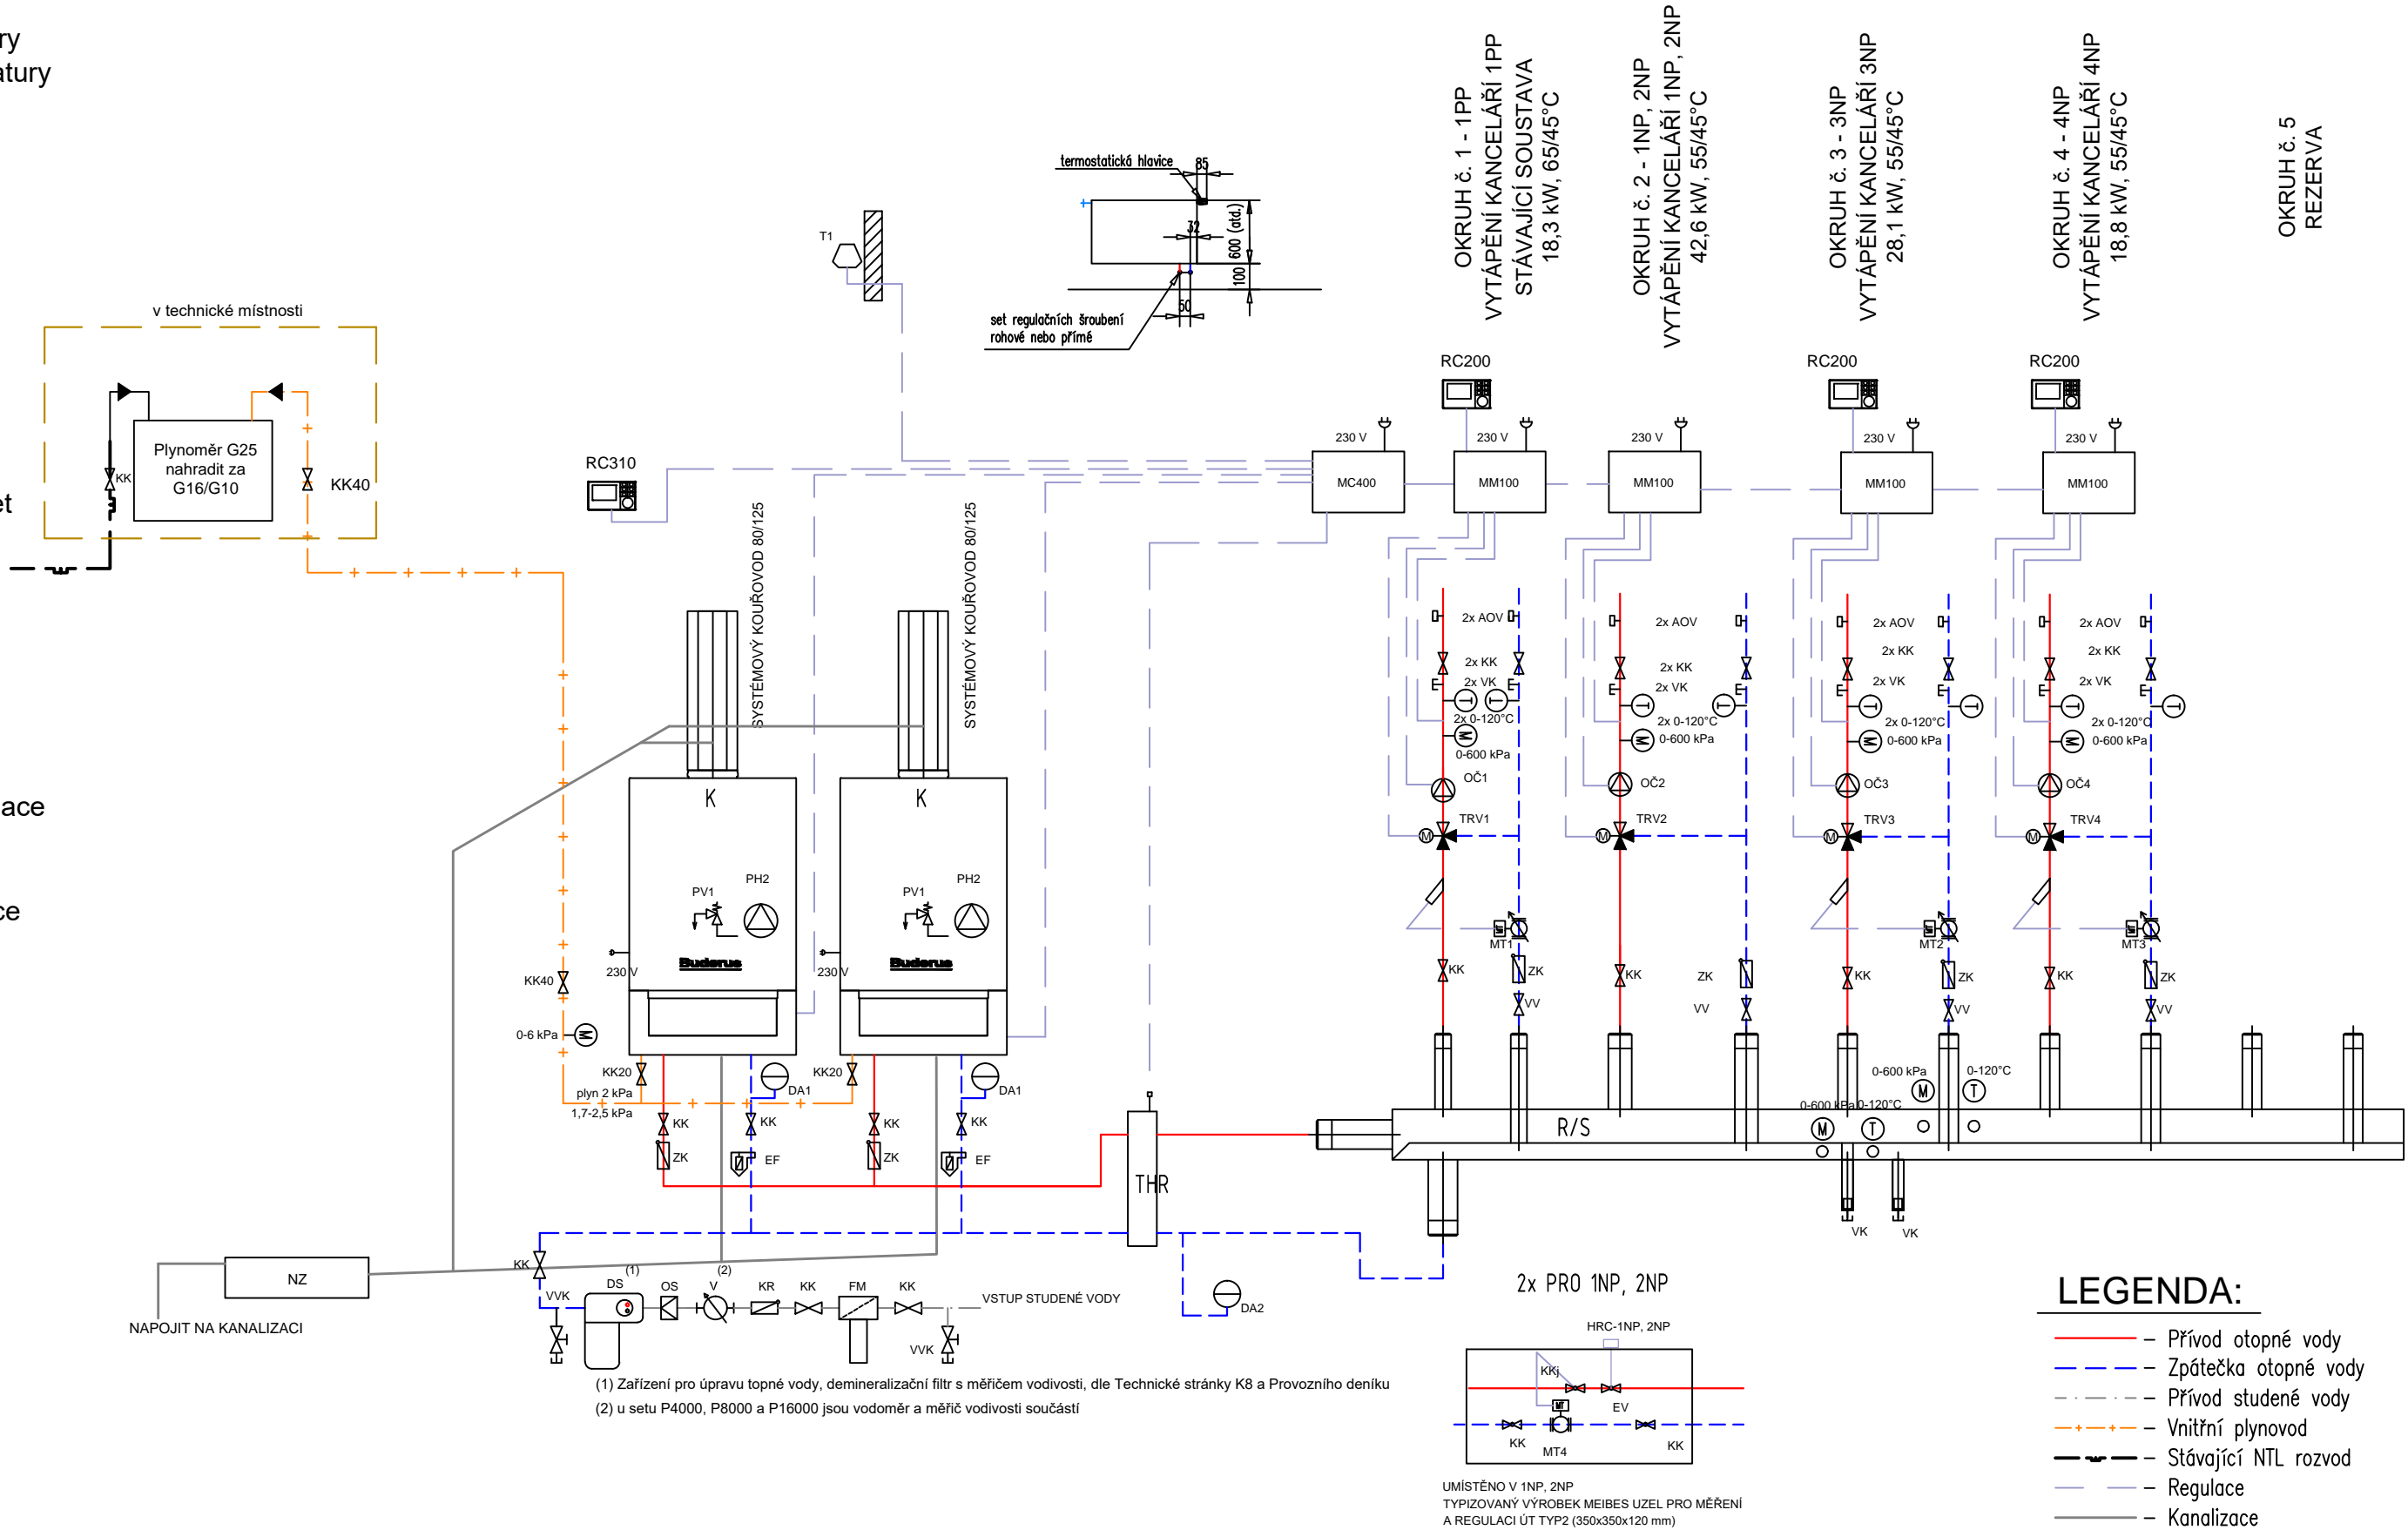 ry
atury
et
ace
ce
v technické místnosti
Plynoměr G25
nahradit za
G16/G10
KK
KK40
T1
termostatická hlavice
85
32
600 (atd.)
100
50
set regulačních šroubení
rohové nebo přímé
OKRUH č. 1 - 1PP
VYTÁPĚNÍ KANCELÁŘÍ 1PP
STÁVAJÍCÍ SOUSTAVA
18,3 kW, 65/45°C
OKRUH č. 2 - 1NP, 2NP
VYTÁPĚNÍ KANCELÁŘÍ 1NP, 2NP
42,6 kW, 55/45°C
OKRUH č. 3 - 3NP
VYTÁPĚNÍ KANCELÁŘÍ 3NP
28,1 kW, 55/45°C
OKRUH č. 4 - 4NP
VYTÁPĚNÍ KANCELÁŘÍ 4NP
18,8 kW, 55/45°C
OKRUH č. 5
REZERVA
RC200
RC200
RC200
RC310
230 V
230 V
230 V
230 V
230 V
MC400
MM100
MM100
MM100
MM100
SYSTÉMOVÝ KOUŘOVOD 80/125
SYSTÉMOVÝ KOUŘOVOD 80/125
2x AOV
2x AOV
2x AOV
2x AOV
2x KK
2x KK
2x KK
2x KK
2x VK
2x VK
2x VK
2x VK
T
T
T
T
T
T
T
T
2x 0-120°C
2x 0-120°C
2x 0-120°C
2x 0-120°C
M
M
M
M
0-600 kPa
0-600 kPa
0-600 kPa
0-600 kPa
OČ1
OČ2
OČ3
OČ4
TRV1
TRV2
TRV3
TRV4
M
M
M
M
K
K
PV1
PH2
PV1
PH2
Buderus
Buderus
230 V
230 V
MT
MT
MT
MT1
MT2
MT3
KK
ZK
KK
ZK
KK
ZK
KK
ZK
VV
VV
VV
VV
KK40
0-6 kPa
M
KK20
KK20
plyn 2 kPa
1,7-2,5 kPa
DA1
DA1
KK
KK
KK
KK
ZK
EF
ZK
EF
THR
R/S
0-600 kPa
0-120°C
M
T
0-600 kPa
0-120°C
M
T
VK
VK
NZ
NAPOJIT NA KANALIZACI
KK
VVK
DS
(1)
OS
V
(2)
KR
KK
FM
KK
VSTUP STUDENÉ VODY
VVK
DA2
(1) Zařízení pro úpravu topné vody, demineralizační filtr s měřičem vodivosti, dle Technické stránky K8 a Provozního deníku
(2) u setu P4000, P8000 a P16000 jsou vodoměr a měřič vodivosti součástí
2x PRO 1NP, 2NP
HRC-1NP, 2NP
KKj
EV
MT
KK
MT4
KK
UMÍSTĚNO V 1NP, 2NP
TYPIZOVANÝ VÝROBEK MEIBES UZEL PRO MĚŘENÍ
A REGULACI ÚT TYP2 (350x350x120 mm)
LEGENDA:
– Přívod otopné vody
– Zpátečka otopné vody
– Přívod studené vody
– Vnitřní plynovod
– Stávající NTL rozvod
– Regulace
– Kanalizace